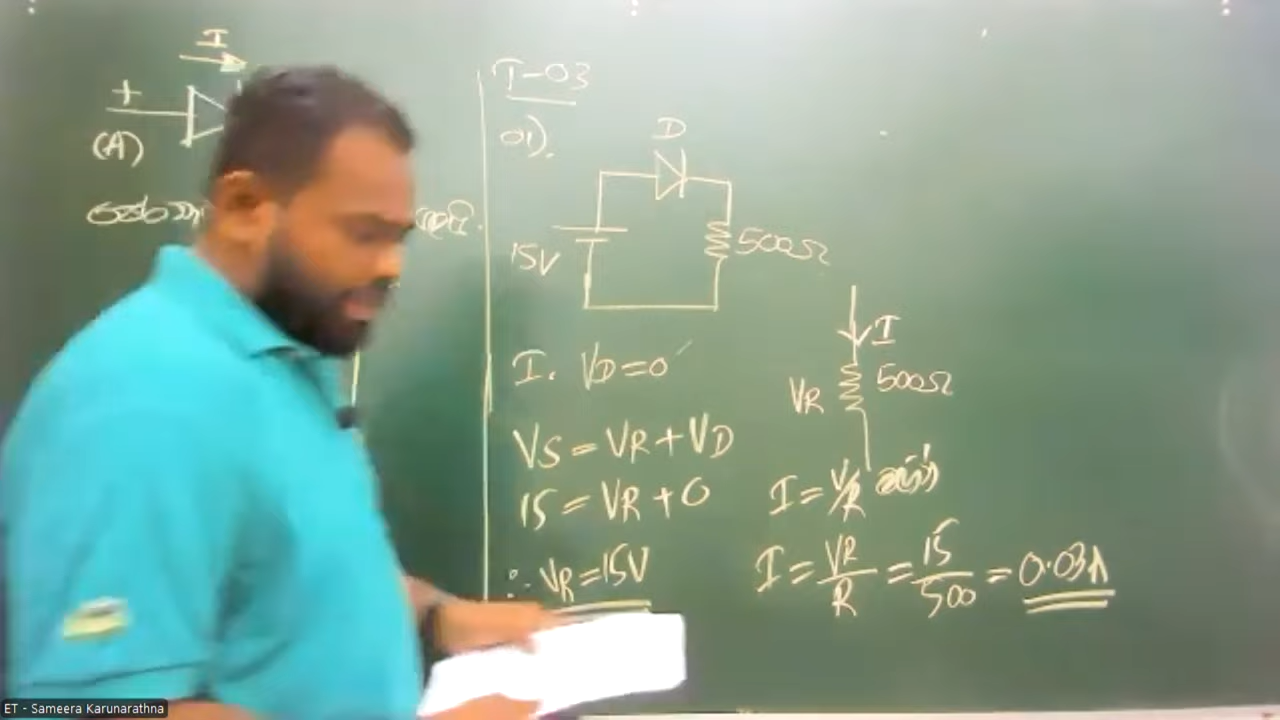 I
+
(A)
T-03
01).
D
15V
500Ω
I. VD=0
VS = VR + VD
15 = VR + 0
∴ VR = 15V
I
VR
500Ω
I = V/R
I = VR/R = 15/500 = 0.03A
ET - Sameera Karunarathna